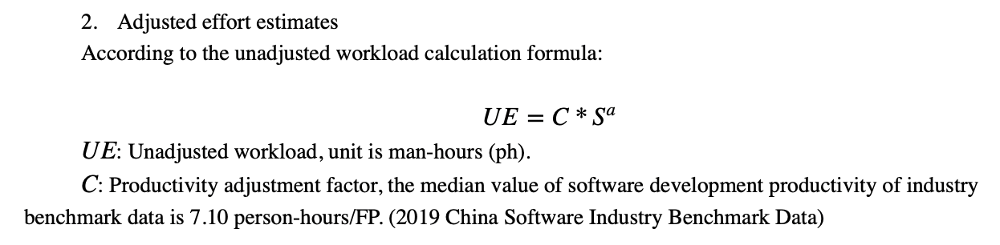 2. Adjusted effort estimates
According to the unadjusted workload calculation formula:
UE = C * Sᵃ
UE: Unadjusted workload, unit is man-hours (ph).
C: Productivity adjustment factor, the median value of software development productivity of industry
benchmark data is 7.10 person-hours/FP. (2019 China Software Industry Benchmark Data)